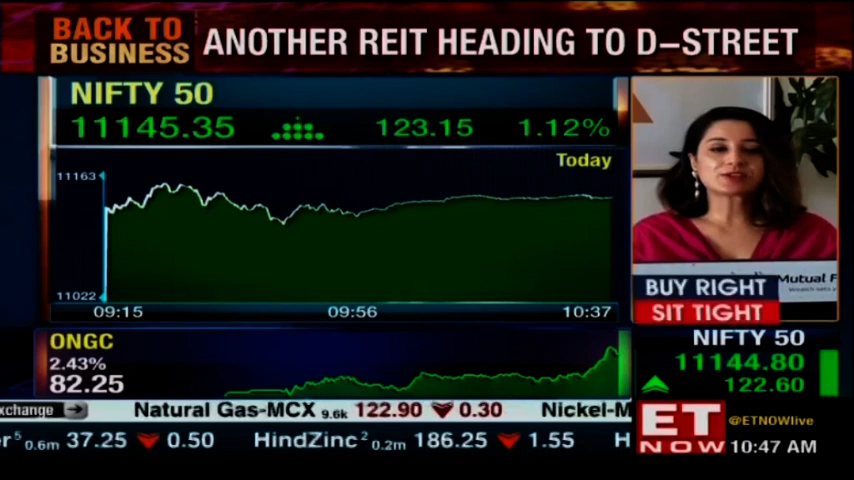 BACK TO
BUSINESS
ANOTHER REIT HEADING TO D-STREET
NIFTY 50
11145.35 123.15 1.12%
Today
11163
11022
09:15 09:56 10:37
Mutual F
BUY RIGHT
SIT TIGHT
ONGC
2.43%
82.25
NIFTY 50
11144.80
122.60
xchange Natural Gas-MCX 9.6k 122.90 0.30 Nickel-M
r5 0.6m 37.25 0.50 HindZinc2 0.2m 186.25 1.55 H
ET
NOW
@ETNOWlive
10:47 AM